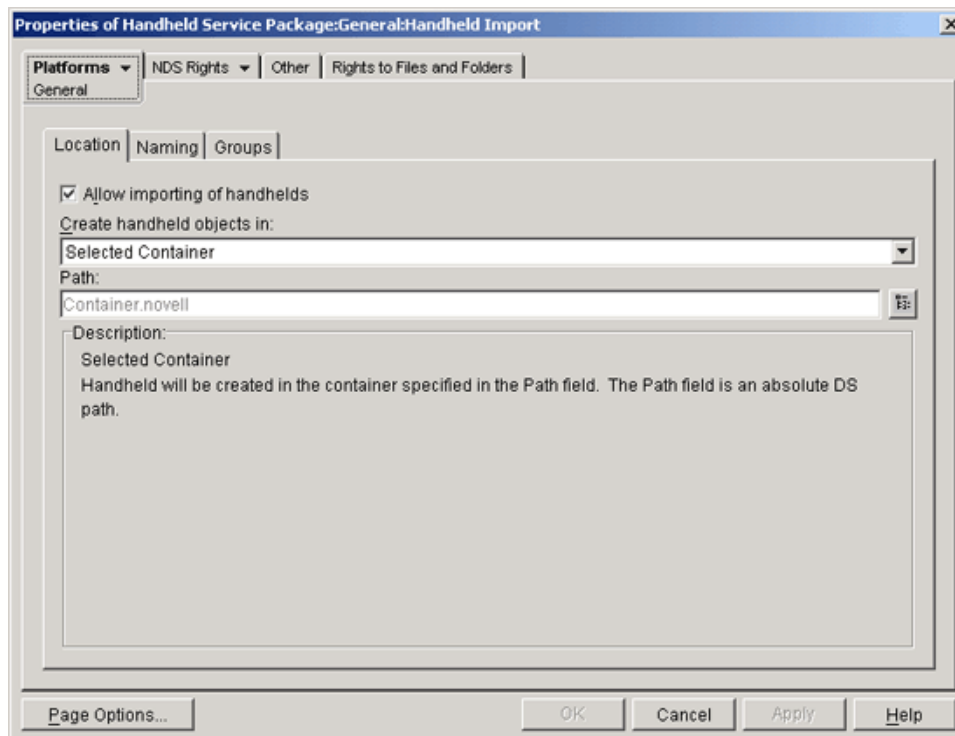 Properties of Handheld Service Package:General:Handheld Import
Platforms NDS Rights Other Rights to Files and Folders
General
Location Naming Groups
Allow importing of handhelds
Create handheld objects in:
Selected Container
Path:
Container.novell
Description:
Selected Container
Handheld will be created in the container specified in the Path field. The Path field is an absolute DS
path.
Page Options... OK Cancel Apply Help